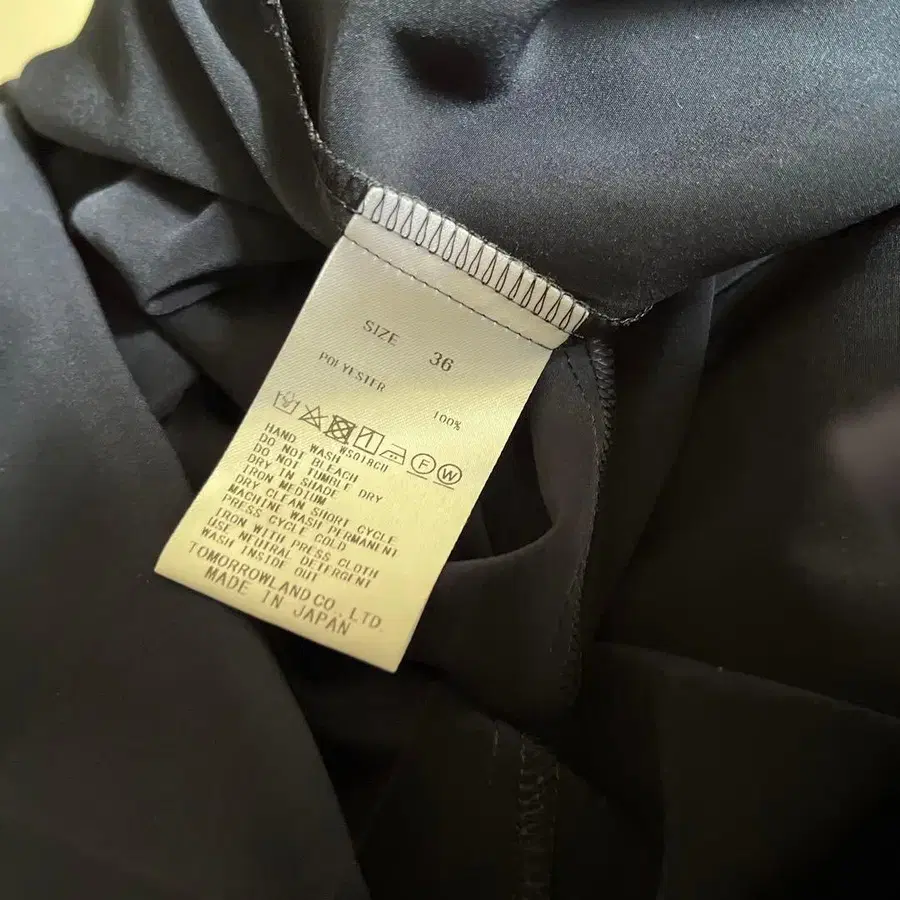 SIZE 36
POLYESTER 100%
WS018CU
HAND WASH
DO NOT BLEACH
DO NOT TUMBLE DRY
DRY IN SHADE
IRON MEDIUM
DRY CLEAN SHORT CYCLE
MACHINE WASH PERMANENT
PRESS CYCLE COLD
IRON WITH PRESS CLOTH
USE NEUTRAL DETERGENT
WASH INSIDE OUT
TOMORROWLAND CO., LTD.
MADE IN JAPAN